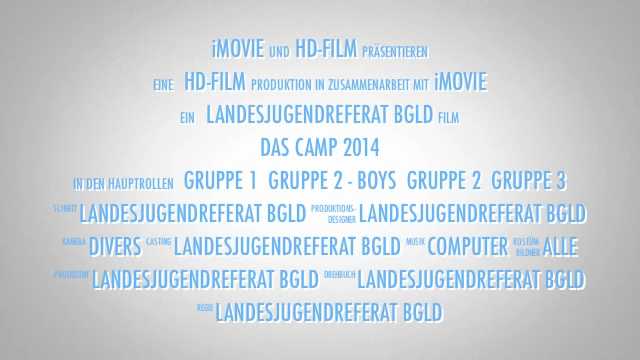 iMOVIE UND HD-FILM PRÄSENTIEREN
EINE HD-FILM PRODUKTION IN ZUSAMMENARBEIT MIT iMOVIE
EIN LANDESJUGENDREFERAT BGLD FILM
DAS CAMP 2014
IN DEN HAUPTROLLEN GRUPPE 1 GRUPPE 2 - BOYS GRUPPE 2 GRUPPE 3
SCHNITT LANDESJUGENDREFERAT BGLD PRODUKTIONS-DESIGNER LANDESJUGENDREFERAT BGLD
KAMERA DIVERS CASTING LANDESJUGENDREFERAT BGLD MUSIK COMPUTER KOSTÜM-BILDNER ALLE
PRODUZENT LANDESJUGENDREFERAT BGLD DREHBUCH LANDESJUGENDREFERAT BGLD
REGIE LANDESJUGENDREFERAT BGLD